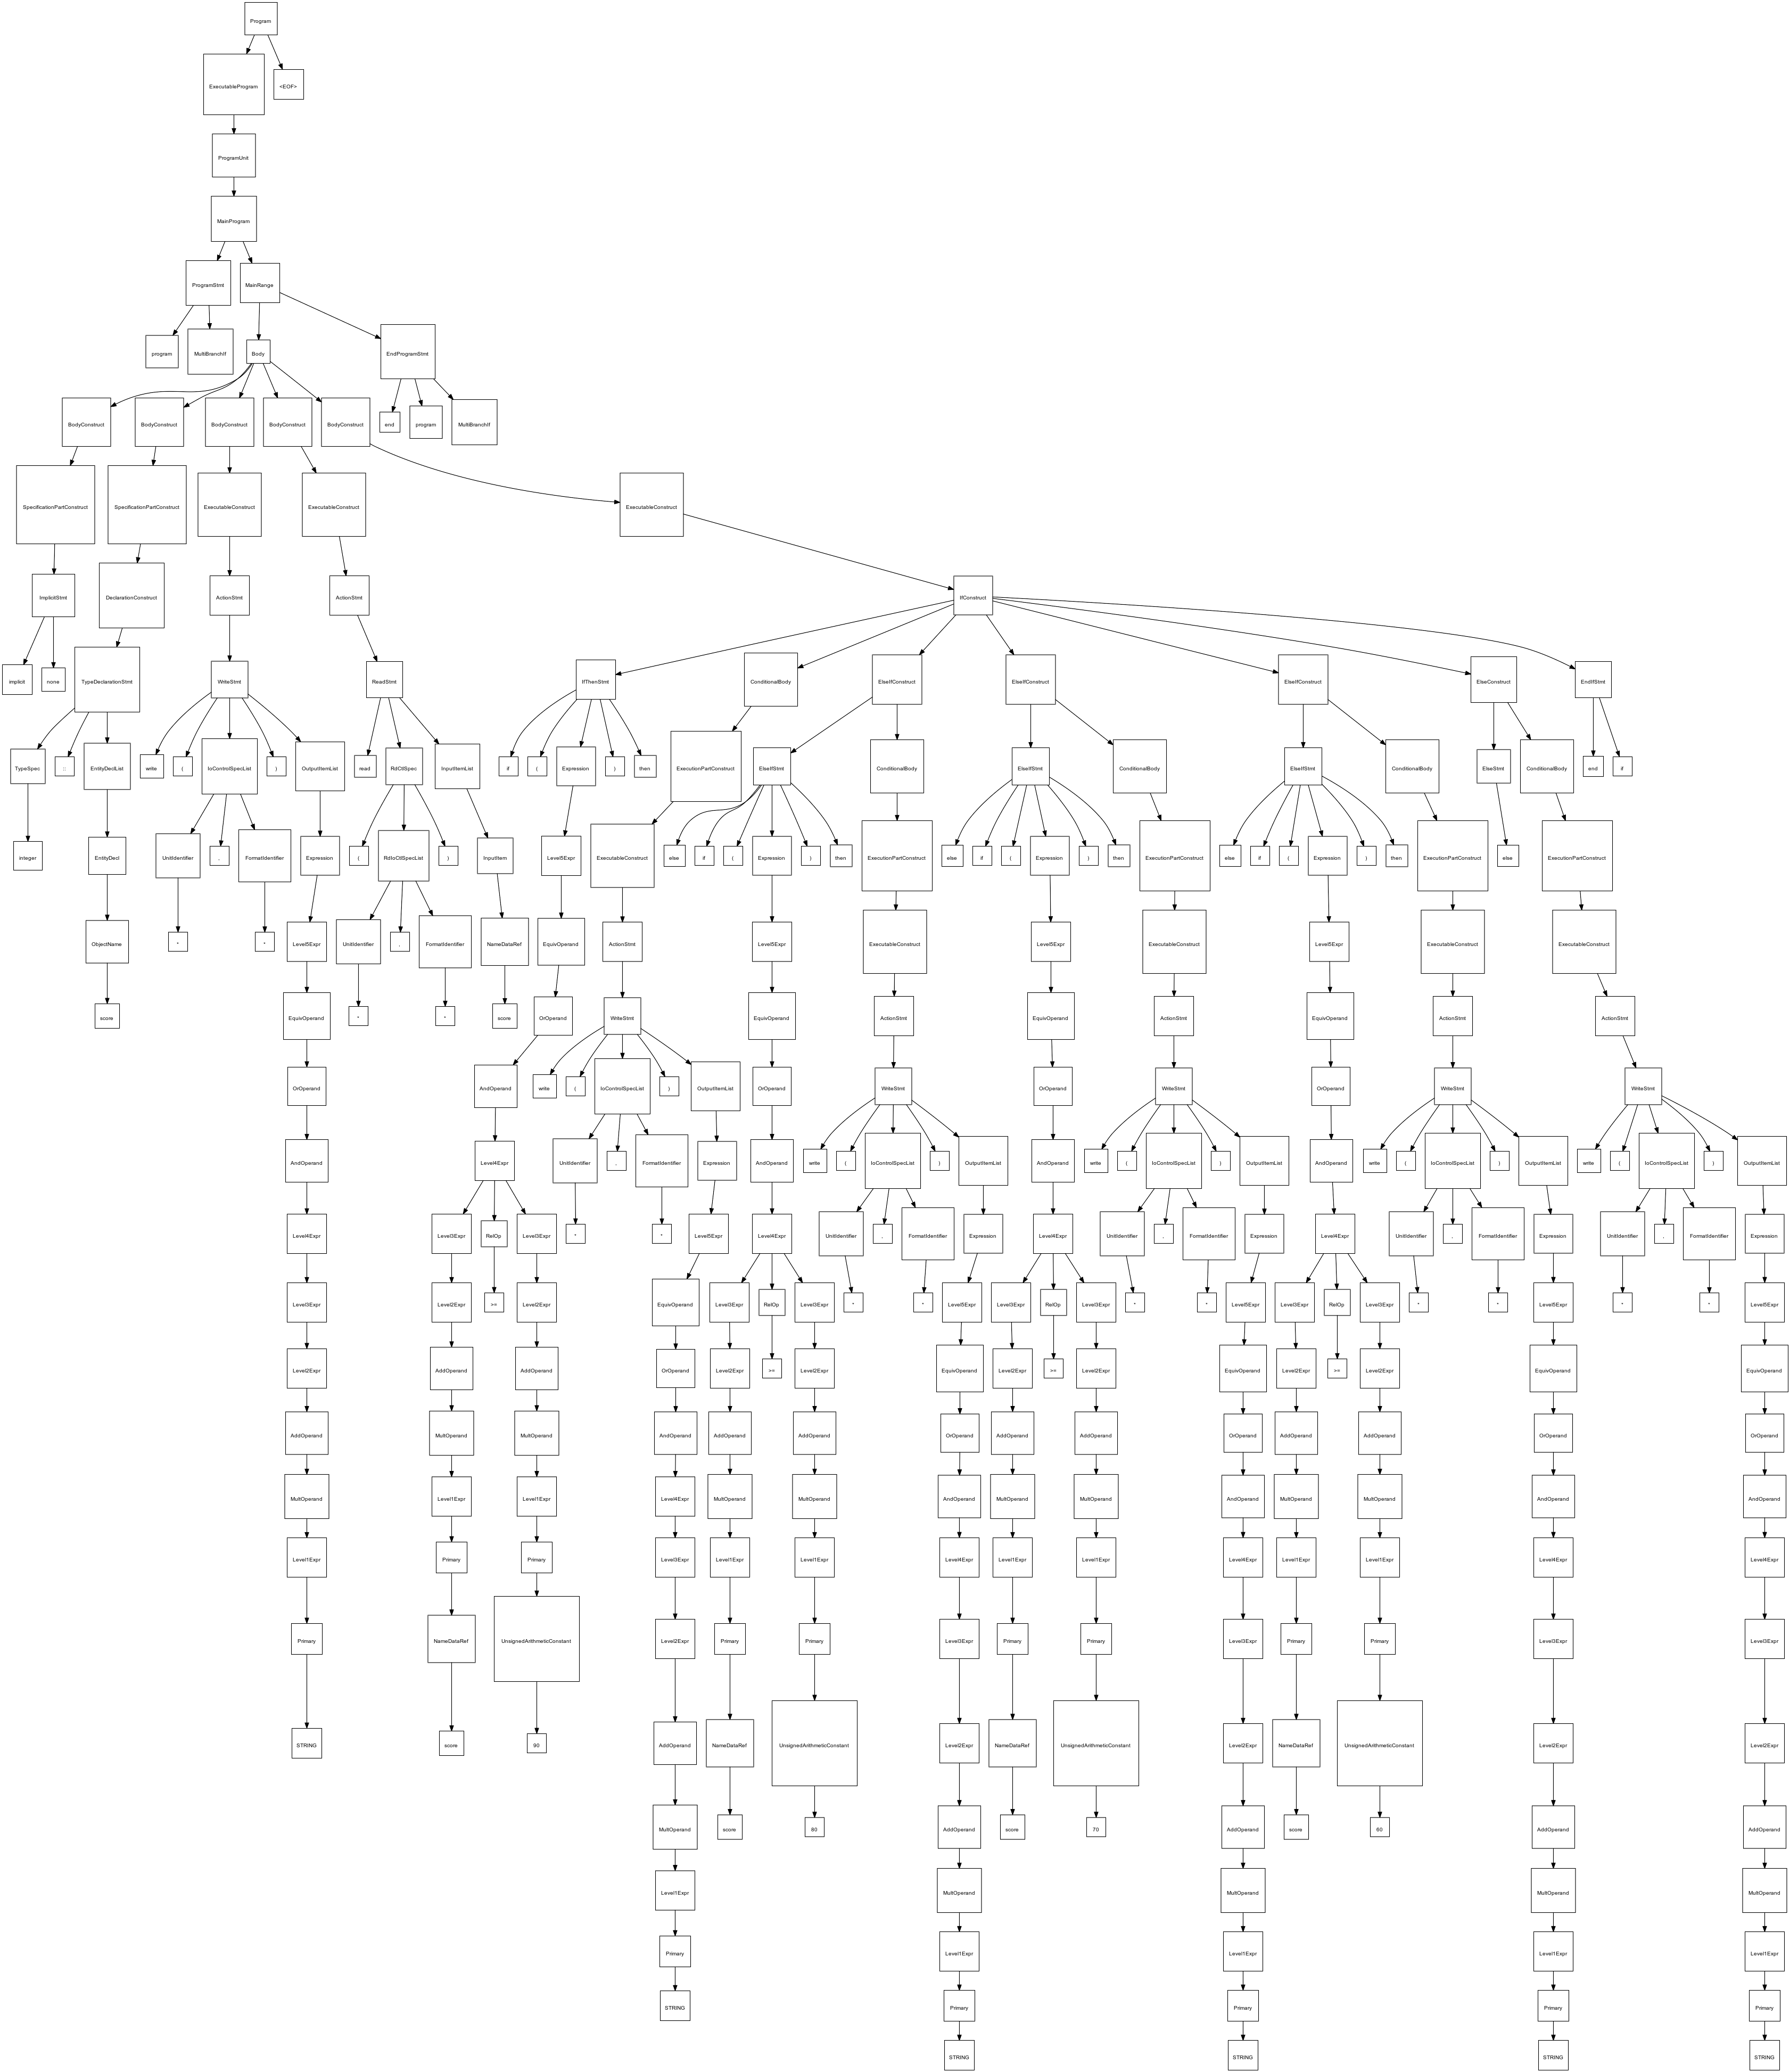 Program
ExecutableProgram <EOF>
ProgramUnit
MainProgram
ProgramStmt MainRange
program MultiBranchIf Body EndProgramStmt
BodyConstruct BodyConstruct BodyConstruct BodyConstruct BodyConstruct end program MultiBranchIf
SpecificationPartConstruct SpecificationPartConstruct ExecutableConstruct ExecutableConstruct ExecutableConstruct
ImplicitStmt DeclarationConstruct ActionStmt ActionStmt IfConstruct
implicit none TypeDeclarationStmt WriteStmt ReadStmt IfThenStmt ConditionalBody ElseIfConstruct ElseIfConstruct ElseIfConstruct ElseConstruct EndIfStmt
TypeSpec :: EntityDeclList write ( IoControlSpecList ) OutputItemList read RdCtlSpec InputItemList if ( Expression ) then ExecutionPartConstruct ElseIfStmt ConditionalBody ElseIfStmt ConditionalBody ElseIfStmt ConditionalBody ElseStmt ConditionalBody end if
integer EntityDecl UnitIdentifier , FormatIdentifier Expression ( RdIoCtlSpecList ) InputItem Level5Expr ExecutableConstruct else if ( Expression ) then ExecutionPartConstruct else if ( Expression ) then ExecutionPartConstruct else if ( Expression ) then ExecutionPartConstruct else ExecutionPartConstruct
ObjectName * * Level5Expr UnitIdentifier , FormatIdentifier NameDataRef EquivOperand ActionStmt Level5Expr ExecutableConstruct Level5Expr ExecutableConstruct Level5Expr ExecutableConstruct ExecutableConstruct
score EquivOperand * * score OrOperand WriteStmt EquivOperand ActionStmt EquivOperand ActionStmt EquivOperand ActionStmt ActionStmt
OrOperand AndOperand write ( IoControlSpecList ) OutputItemList OrOperand WriteStmt OrOperand WriteStmt OrOperand WriteStmt WriteStmt
AndOperand Level4Expr UnitIdentifier , FormatIdentifier Expression AndOperand write ( IoControlSpecList ) OutputItemList AndOperand write ( IoControlSpecList ) OutputItemList AndOperand write ( IoControlSpecList ) OutputItemList write ( IoControlSpecList ) OutputItemList
Level4Expr Level3Expr RelOp Level3Expr * * Level5Expr Level4Expr UnitIdentifier , FormatIdentifier Expression Level4Expr UnitIdentifier , FormatIdentifier Expression Level4Expr UnitIdentifier , FormatIdentifier Expression UnitIdentifier , FormatIdentifier Expression
Level3Expr Level2Expr >= Level2Expr EquivOperand Level3Expr RelOp Level3Expr * * Level5Expr Level3Expr RelOp Level3Expr * * Level5Expr Level3Expr RelOp Level3Expr * * Level5Expr * * Level5Expr
Level2Expr AddOperand AddOperand OrOperand Level2Expr >= Level2Expr EquivOperand Level2Expr >= Level2Expr EquivOperand Level2Expr >= Level2Expr EquivOperand EquivOperand
AddOperand MultOperand MultOperand AndOperand AddOperand AddOperand OrOperand AddOperand AddOperand OrOperand AddOperand AddOperand OrOperand OrOperand
MultOperand Level1Expr Level1Expr Level4Expr MultOperand MultOperand AndOperand MultOperand MultOperand AndOperand MultOperand MultOperand AndOperand AndOperand
Level1Expr Primary Primary Level3Expr Level1Expr Level1Expr Level4Expr Level1Expr Level1Expr Level4Expr Level1Expr Level1Expr Level4Expr Level4Expr
Primary NameDataRef UnsignedArithmeticConstant Level2Expr Primary Primary Level3Expr Primary Primary Level3Expr Primary Primary Level3Expr Level3Expr
STRING score 90 AddOperand NameDataRef UnsignedArithmeticConstant Level2Expr NameDataRef UnsignedArithmeticConstant Level2Expr NameDataRef UnsignedArithmeticConstant Level2Expr Level2Expr
MultOperand score 80 AddOperand score 70 AddOperand score 60 AddOperand AddOperand
Level1Expr MultOperand MultOperand MultOperand MultOperand
Primary Level1Expr Level1Expr Level1Expr Level1Expr
STRING Primary Primary Primary Primary
STRING STRING STRING STRING